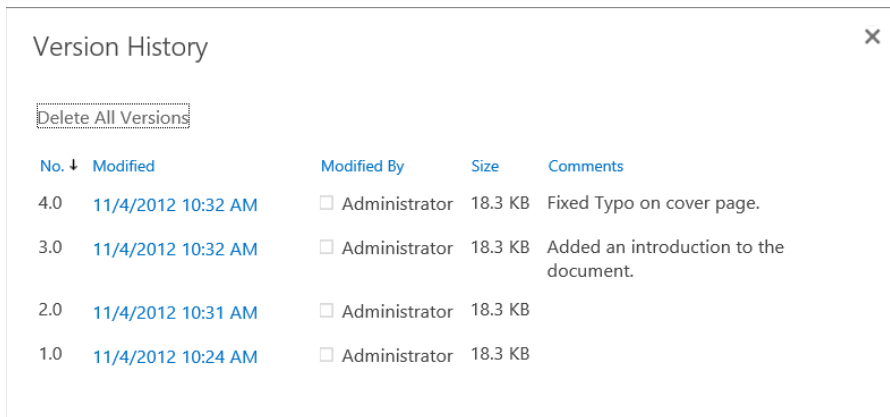 Version History
Delete All Versions
No. Modified Modified By Size Comments
4.0 11/4/2012 10:32 AM Administrator 18.3 KB Fixed Typo on cover page.
3.0 11/4/2012 10:32 AM Administrator 18.3 KB Added an introduction to the
document.
2.0 11/4/2012 10:31 AM Administrator 18.3 KB
1.0 11/4/2012 10:24 AM Administrator 18.3 KB